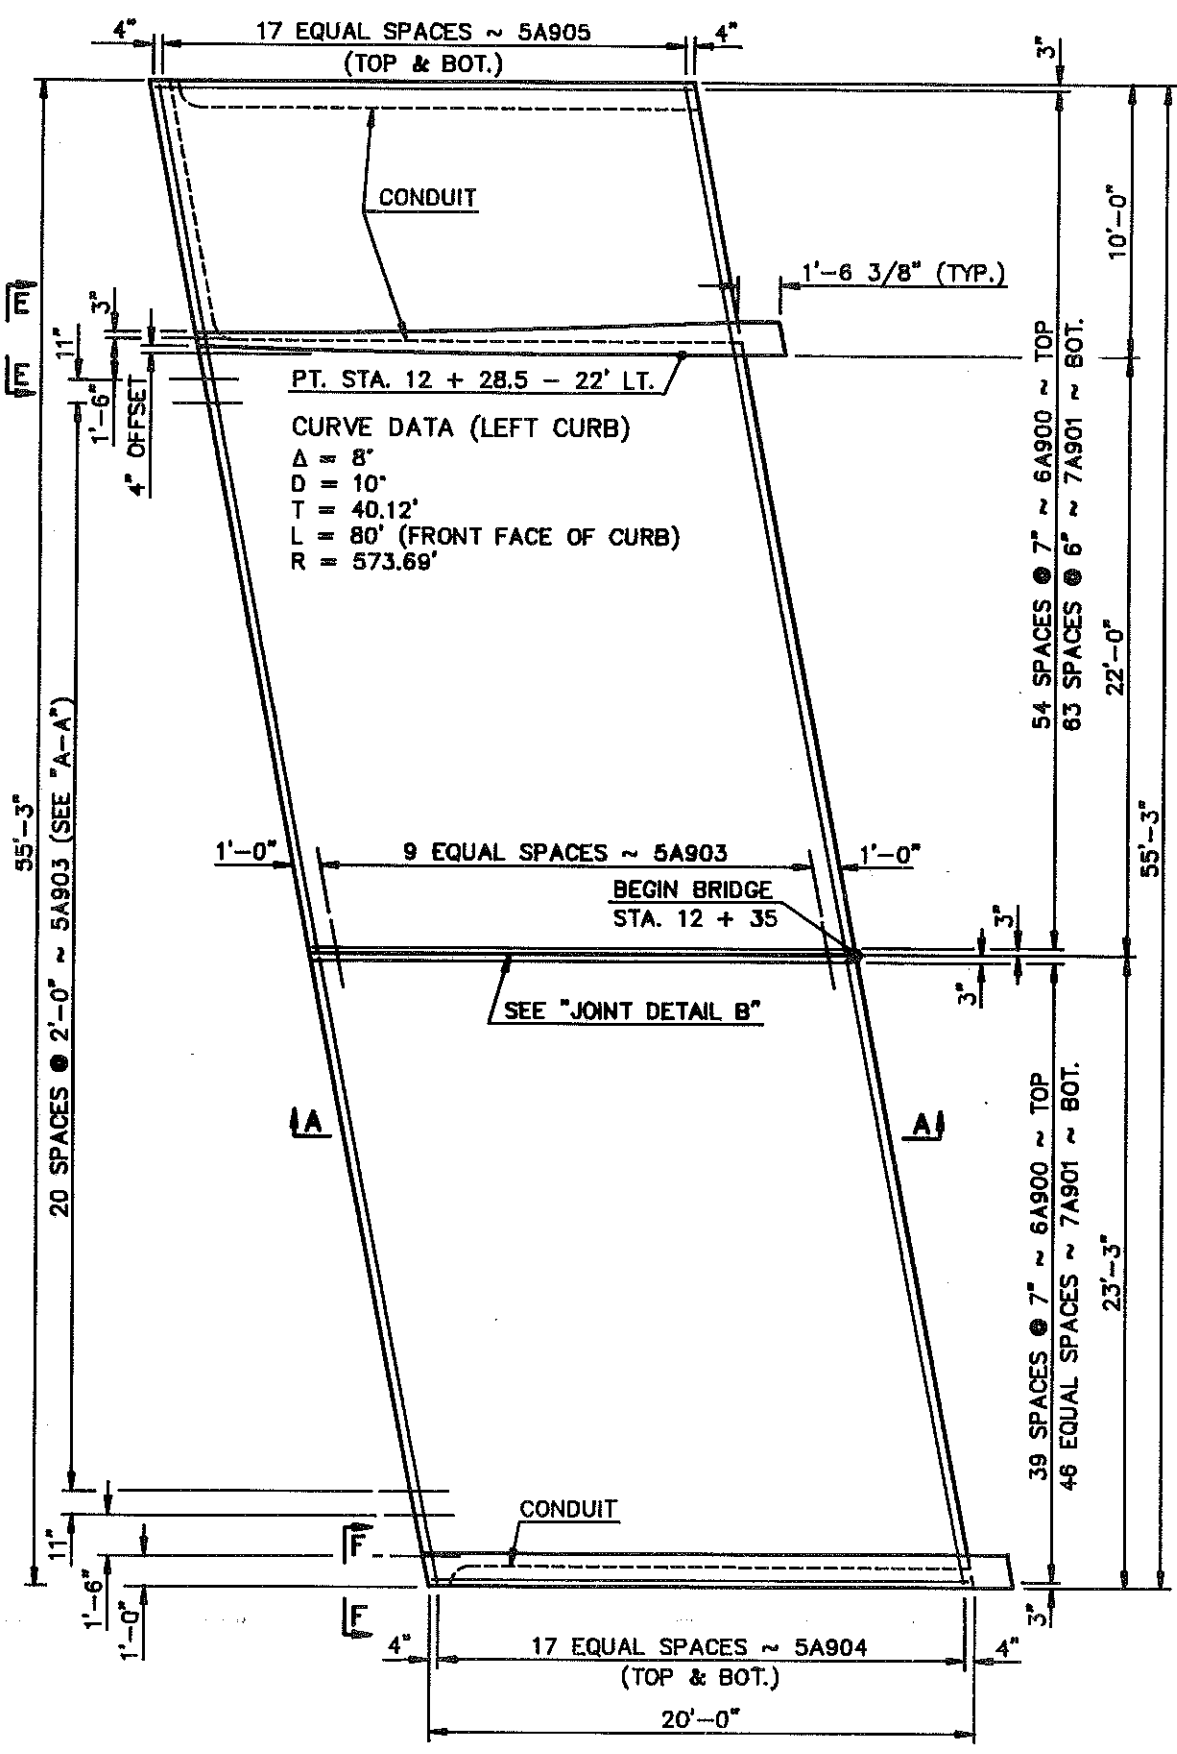 4" 17 EQUAL SPACES ~ 5A905 4"
(TOP & BOT.)
3"
CONDUIT
10'-0"
1'-6 3/8" (TYP.)
E
E
3"
11"
1'-6"
4" OFFSET
PT. STA. 12 + 28.5 - 22' LT.
CURVE DATA (LEFT CURB)
Δ = 8°
D = 10°
T = 40.12'
L = 80' (FRONT FACE OF CURB)
R = 573.69'
54 SPACES @ 7" ~ 6A900 ~ TOP
63 SPACES @ 6" ~ 7A901 ~ BOT.
22'-0"
55'-3"
20 SPACES @ 2'-0" ~ 5A903 (SEE "A-A")
55'-3"
1'-0" 9 EQUAL SPACES ~ 5A903 1'-0"
BEGIN BRIDGE
STA. 12 + 35
3"
3"
SEE "JOINT DETAIL B"
A A
39 SPACES @ 7" ~ 6A900 ~ TOP
46 EQUAL SPACES ~ 7A901 ~ BOT.
23'-3"
CONDUIT
11"
1'-6"
1'-0"
F
F
3"
4" 17 EQUAL SPACES ~ 5A904 4"
(TOP & BOT.)
20'-0"